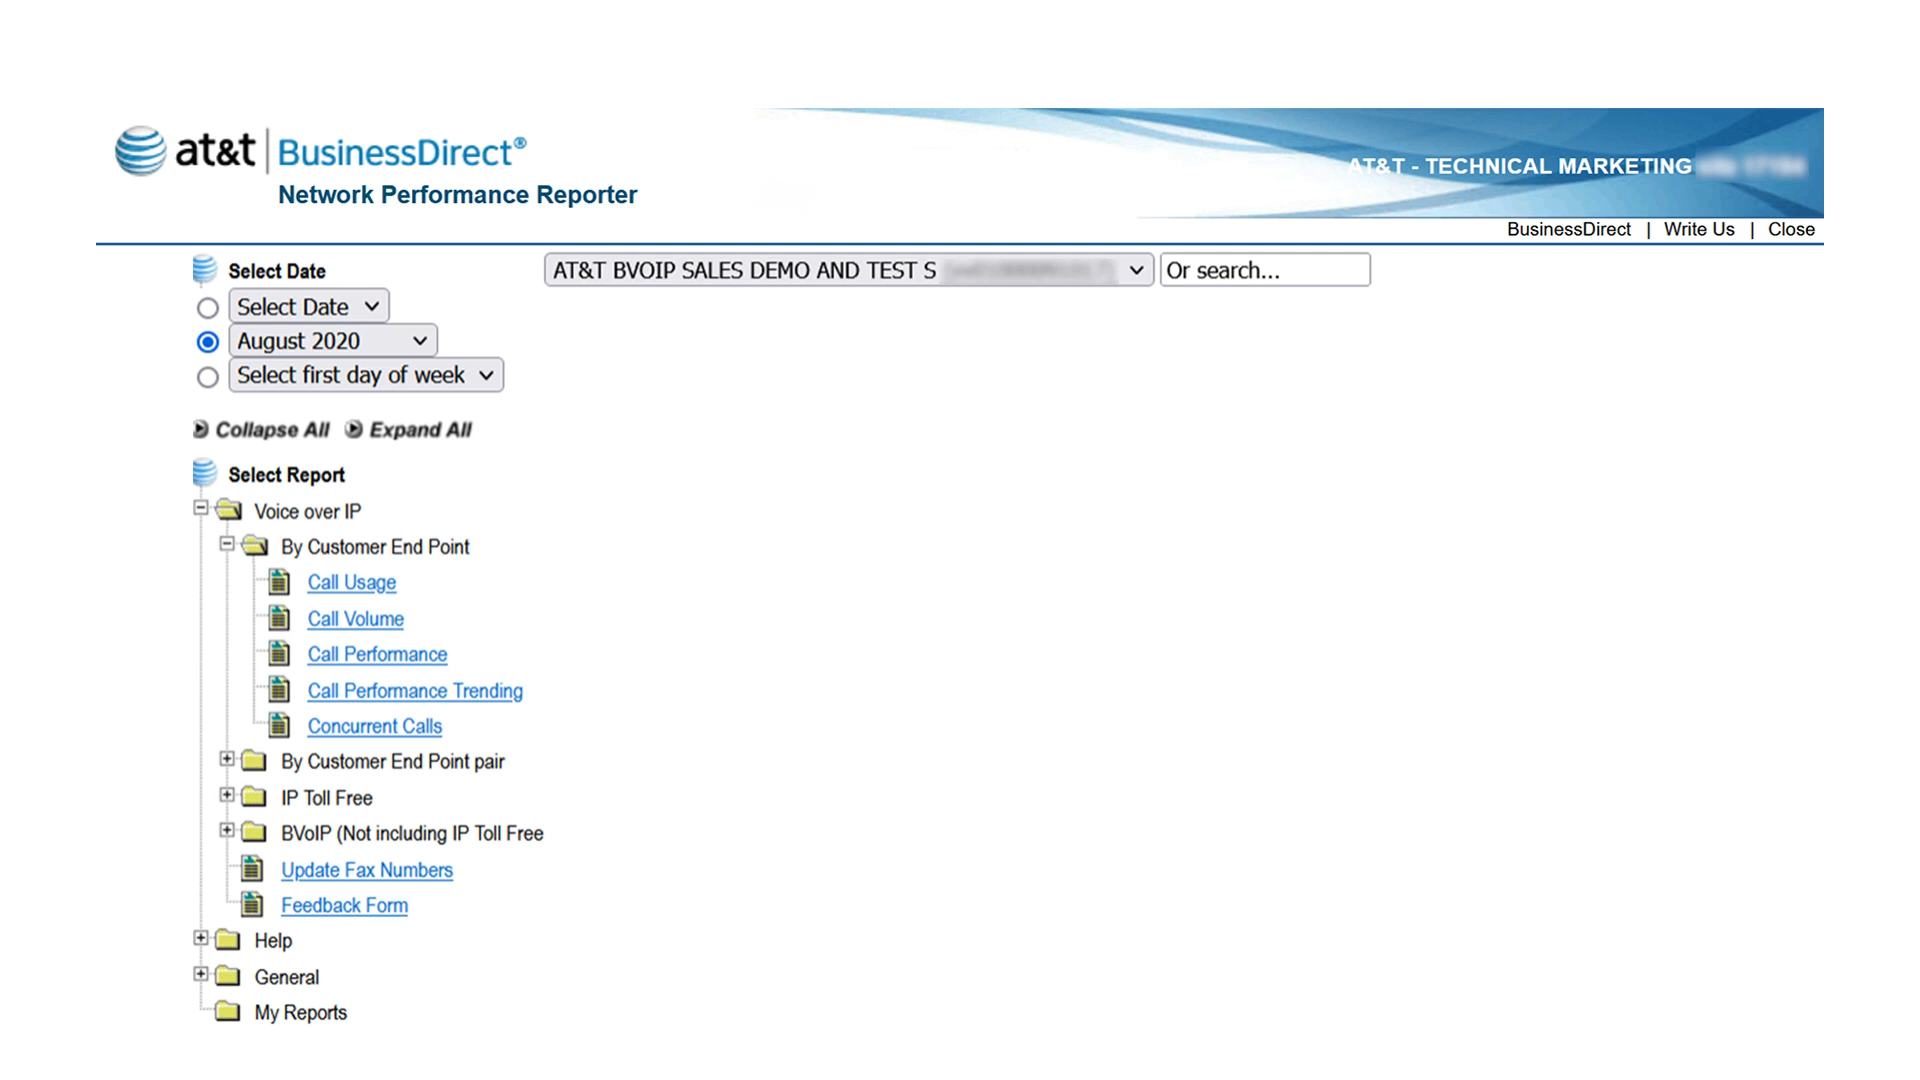 at&t BusinessDirect®
Network Performance Reporter
AT&T - TECHNICAL MARKETING
BusinessDirect | Write Us | Close
Select Date
AT&T BVOIP SALES DEMO AND TEST S
Or search...
Select Date
August 2020
Select first day of week
Collapse All Expand All
Select Report
Voice over IP
By Customer End Point
Call Usage
Call Volume
Call Performance
Call Performance Trending
Concurrent Calls
By Customer End Point pair
IP Toll Free
BVoIP (Not including IP Toll Free
Update Fax Numbers
Feedback Form
Help
General
My Reports